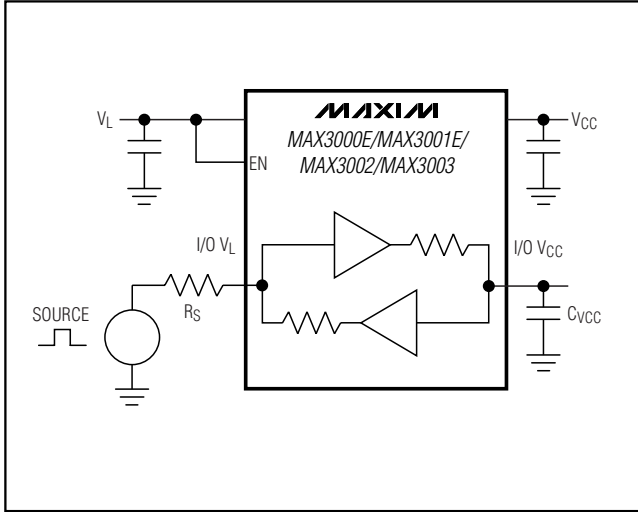 MAXIM
VL
VCC
MAX3000E/MAX3001E/
MAX3002/MAX3003
EN
I/O VL
I/O VCC
RS
SOURCE
CVCC